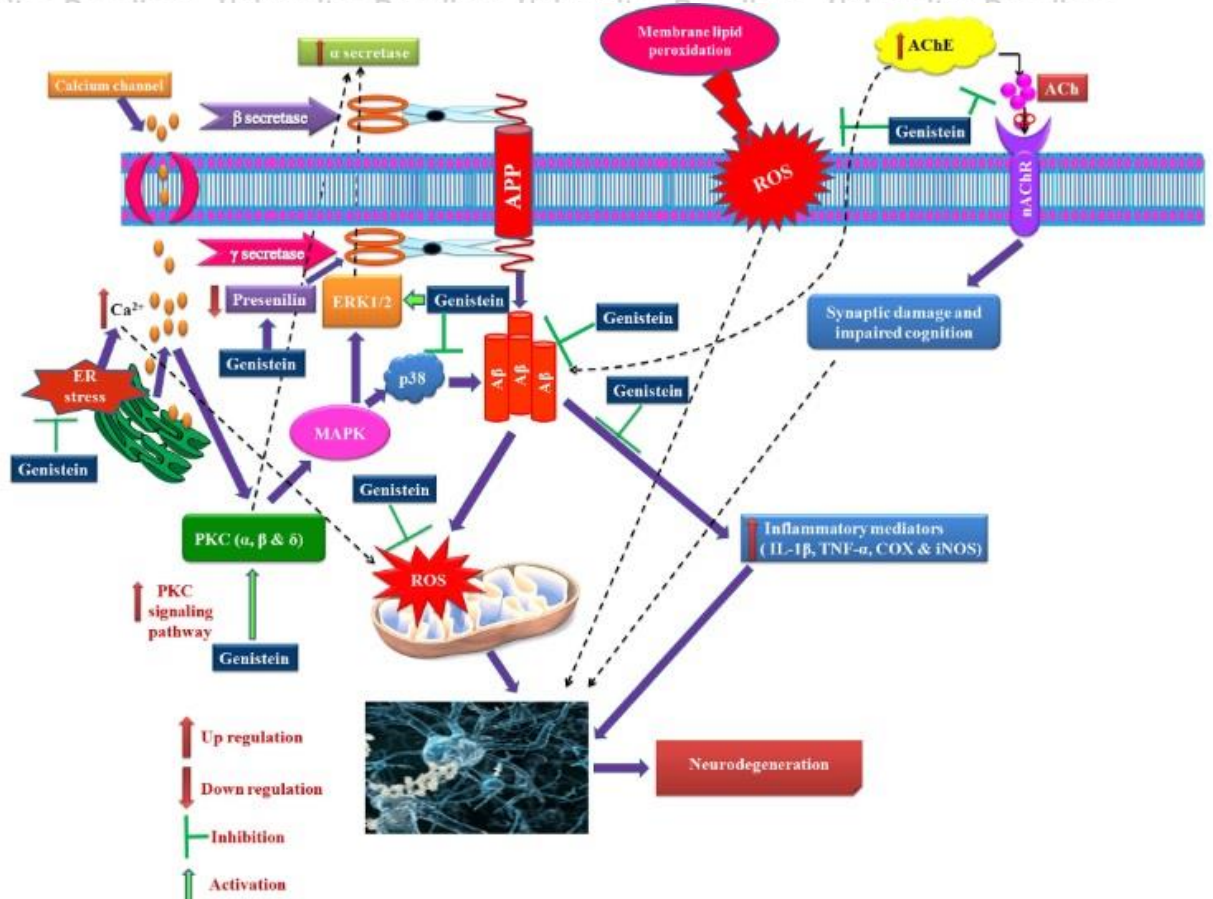 α secretase
Membrane lipid
peroxidation
AChE
Calcium channel
ACh
β secretase
Genistein
APP
ROS
nAChR
γ secretase
Ca²⁺
Presenilin
ERK1/2
Genistein
Genistein
Synaptic damage and
impaired cognition
Genistein
ER
stress
p38
Aβ
Aβ
Aβ
Genistein
MAPK
Genistein
Genistein
PKC (α, β & δ)
Inflammatory mediators
( IL-1β, TNF-α, COX & iNOS)
ROS
PKC
signaling
pathway
Genistein
Up regulation
Neurodegeneration
Down regulation
Inhibition
Activation